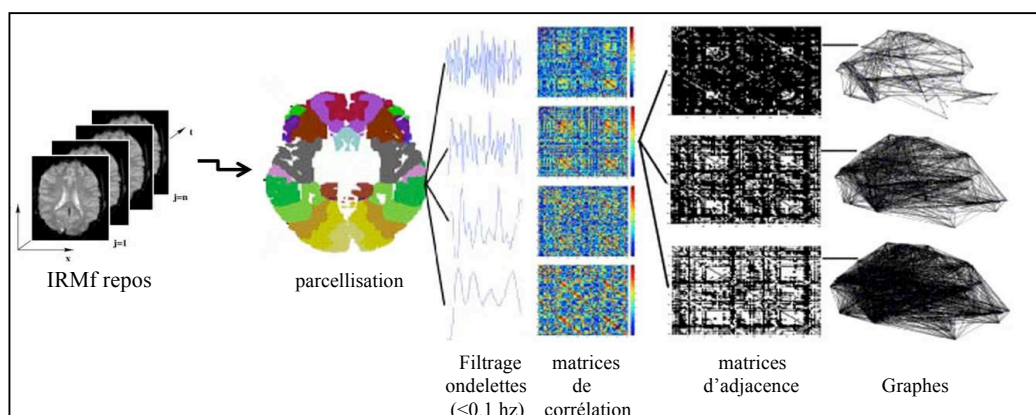 t
j=n
j=1
x
IRMf repos
parcellisation
Filtrage
ondelettes
(<0.1 hz)
matrices
de
corrélation
matrices
d'adjacence
Graphes